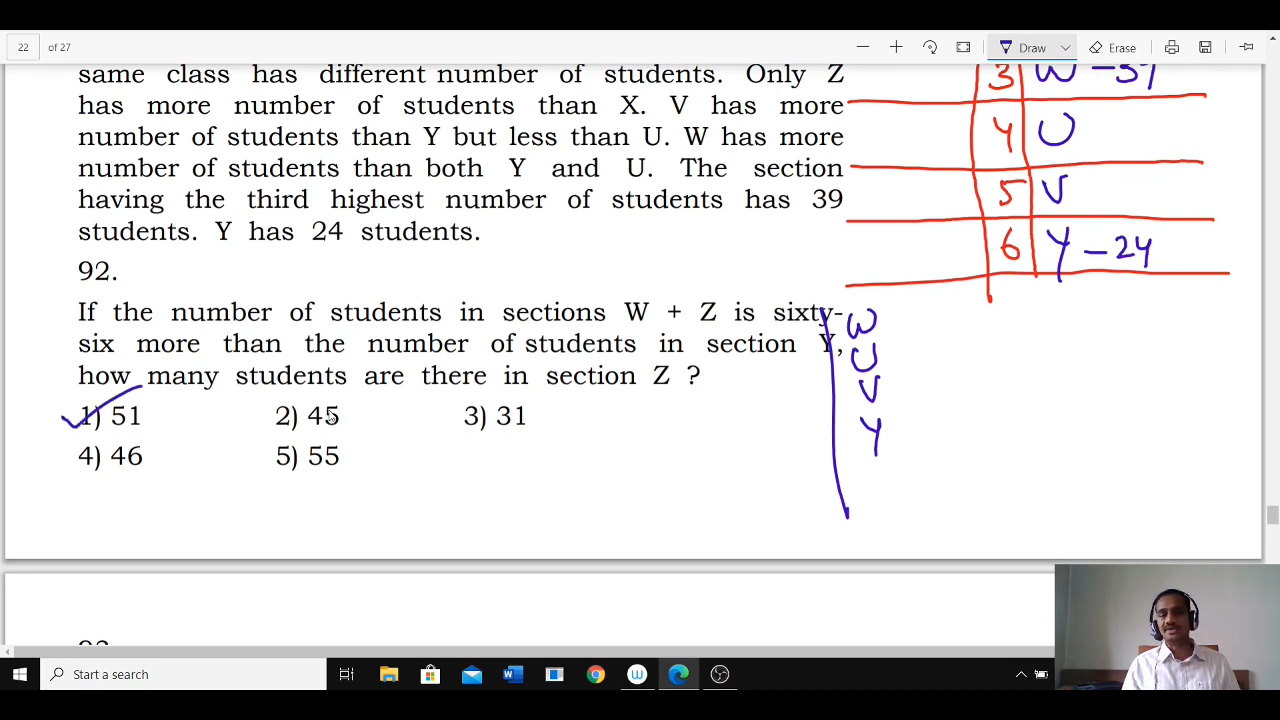 22 of 27
Draw
Erase
same class has different number of students. Only Z
has more number of students than X. V has more
number of students than Y but less than U. W has more
number of students than both Y and U. The section
having the third highest number of students has 39
students. Y has 24 students.
92.
If the number of students in sections W + Z is sixty-
six more than the number of students in section Y,
how many students are there in section Z ?
1) 51 2) 45 3) 31
4) 46 5) 55
3 W - 39
4 U
5 V
6 Y - 24
W
U
V
Y
Start search